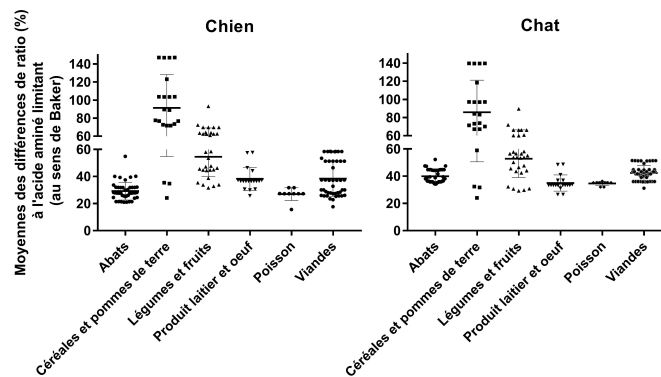 Moyennes des différences de ratio (%)
à l'acide aminé limitant
(au sens de Baker)
Chien
140
120
100
80
60
60
40
20
0
Abats
Céréales et pommes de terre
Légumes et fruits
Produit laitier et oeuf
Poisson
Viandes
Chat
140
120
100
80
60
60
40
20
0
Abats
Céréales et pommes de terre
Légumes et fruits
Produit laitier et oeuf
Poisson
Viandes